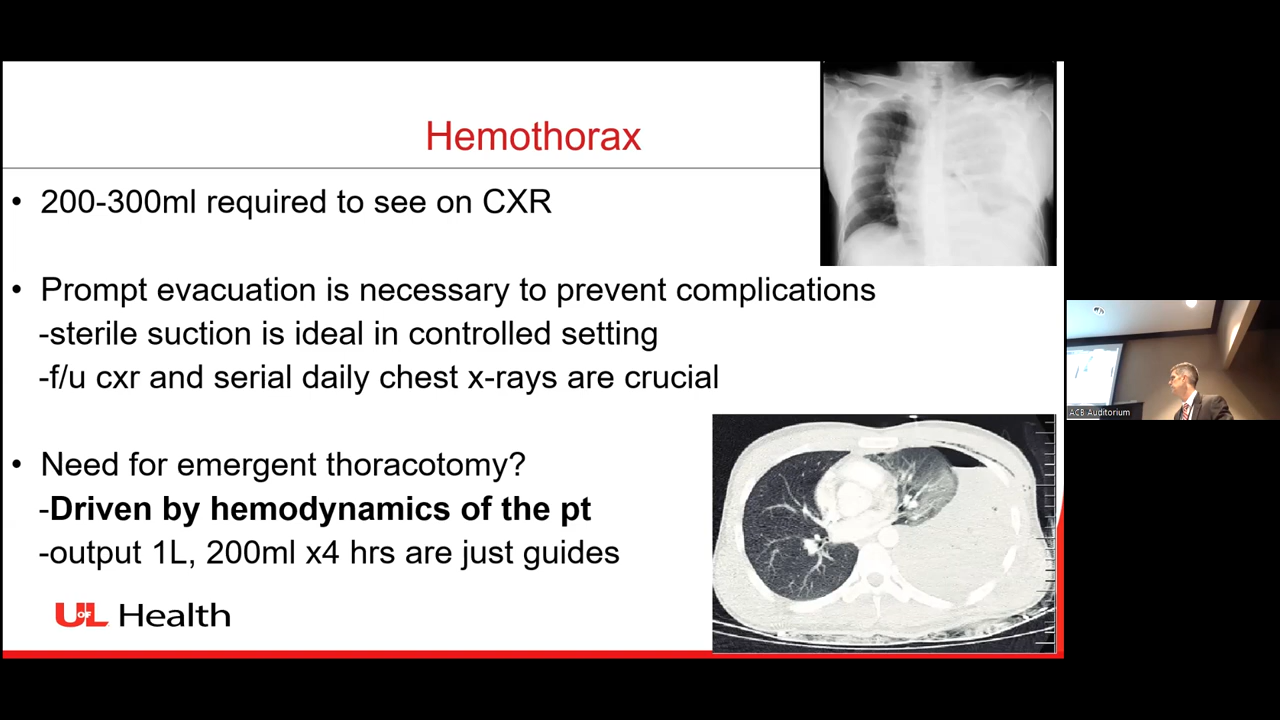 Hemothorax
• 200-300ml required to see on CXR
• Prompt evacuation is necessary to prevent complications
-sterile suction is ideal in controlled setting
-f/u cxr and serial daily chest x-rays are crucial
• Need for emergent thoracotomy?
-Driven by hemodynamics of the pt
-output 1L, 200ml x4 hrs are just guides
UofL Health
ACB Auditorium